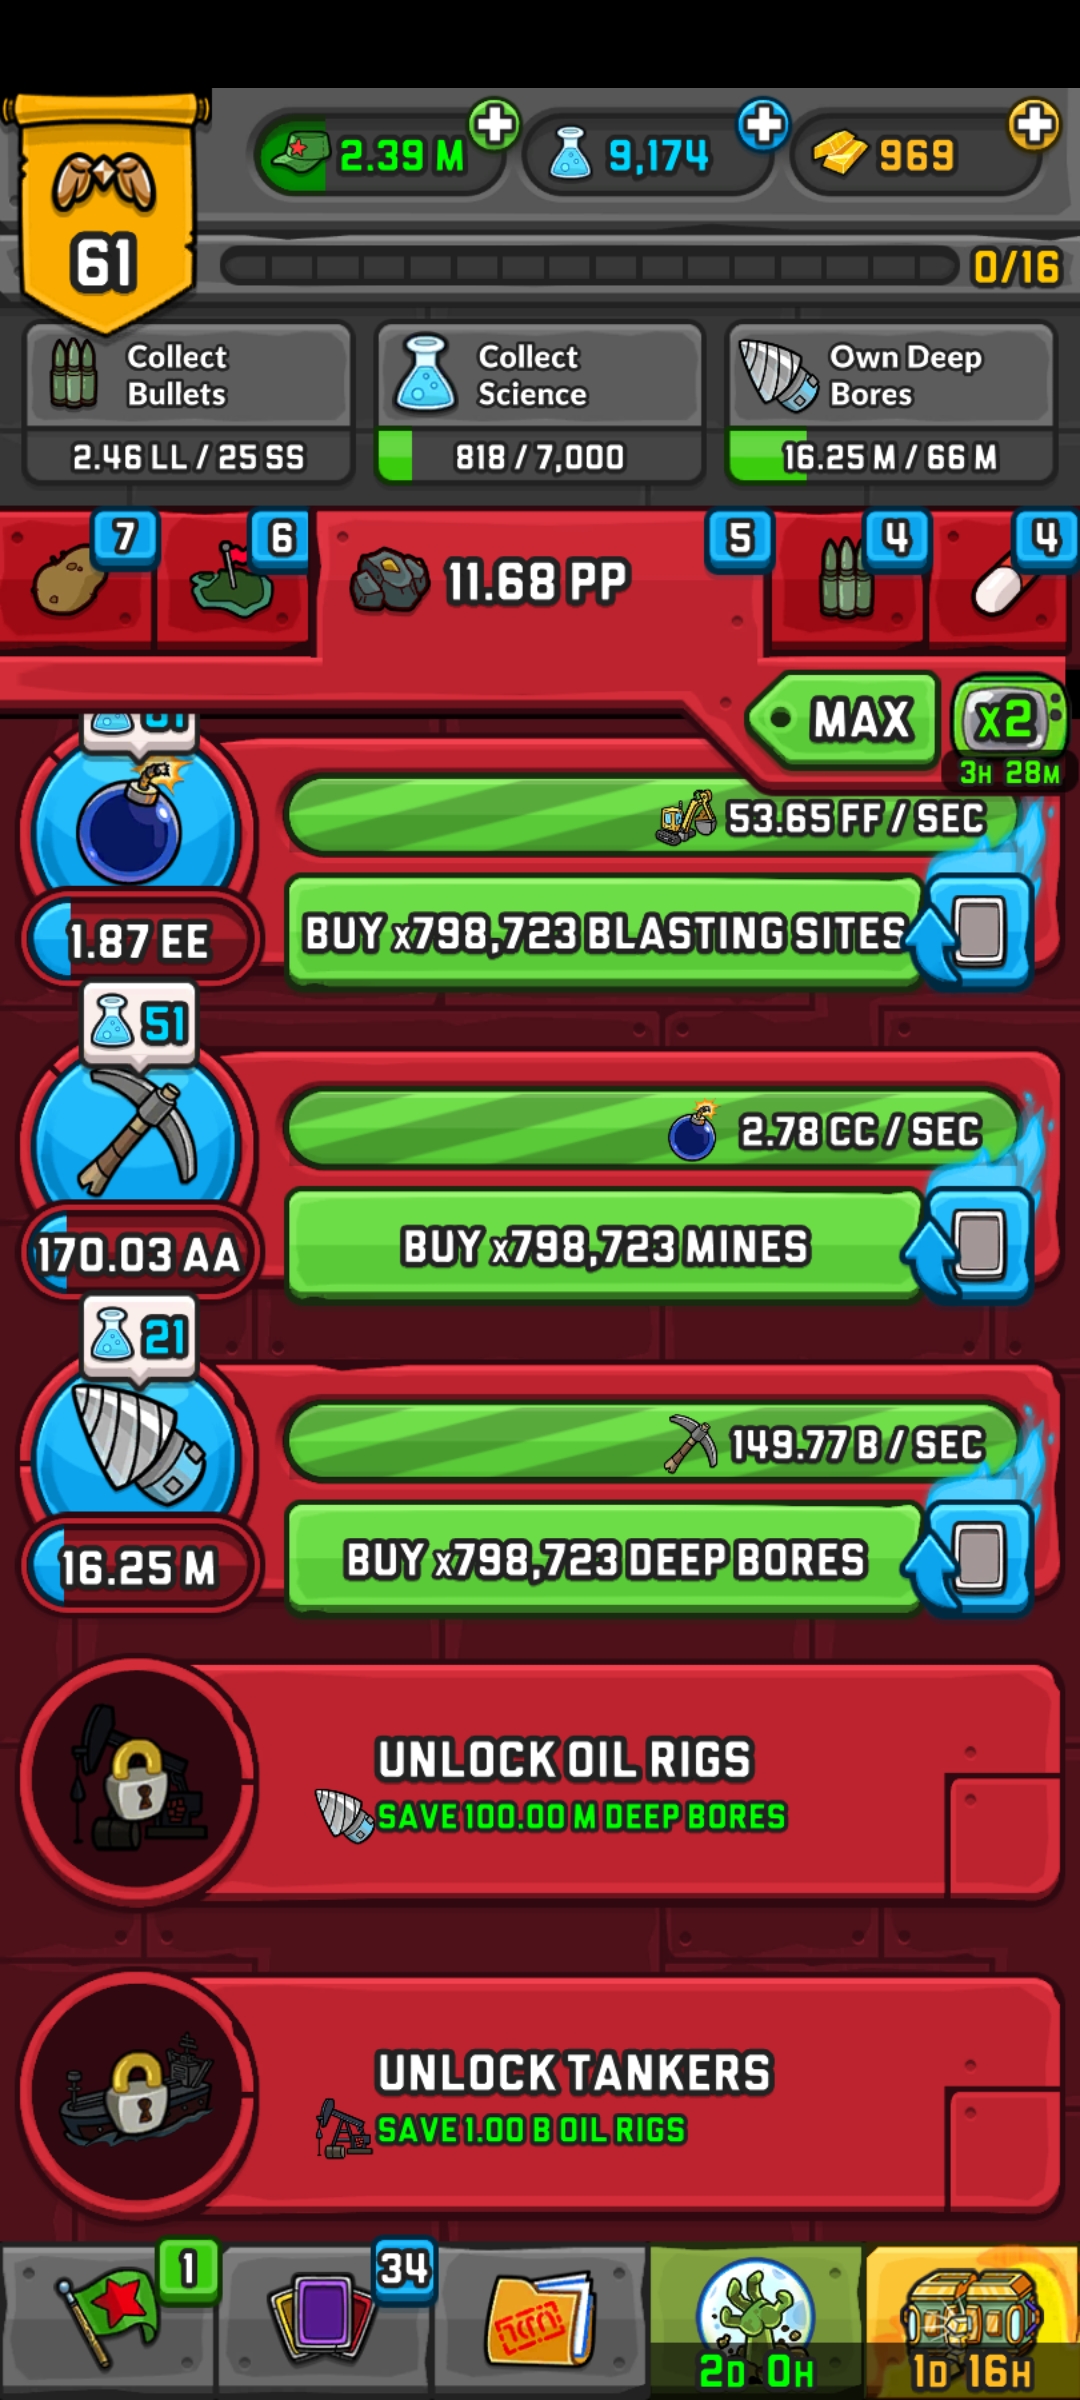 2.39 M
9,174
969
61
0/16
Collect
Bullets
2.46 LL / 25 SS
Collect
Science
818 / 7,000
Own Deep
Bores
16.25 M / 66 M
7
6
11.68 PP
5
4
4
MAX
x2
3H 28M
53.65 FF / SEC
BUY x798,723 BLASTING SITES
1.87 EE
51
2.78 CC / SEC
BUY x798,723 MINES
170.03 AA
21
149.77 B / SEC
BUY x798,723 DEEP BORES
16.25 M
UNLOCK OIL RIGS
SAVE 100.00 M DEEP BORES
UNLOCK TANKERS
SAVE 1.00 B OIL RIGS
1
34
2D 0H
1D 16H